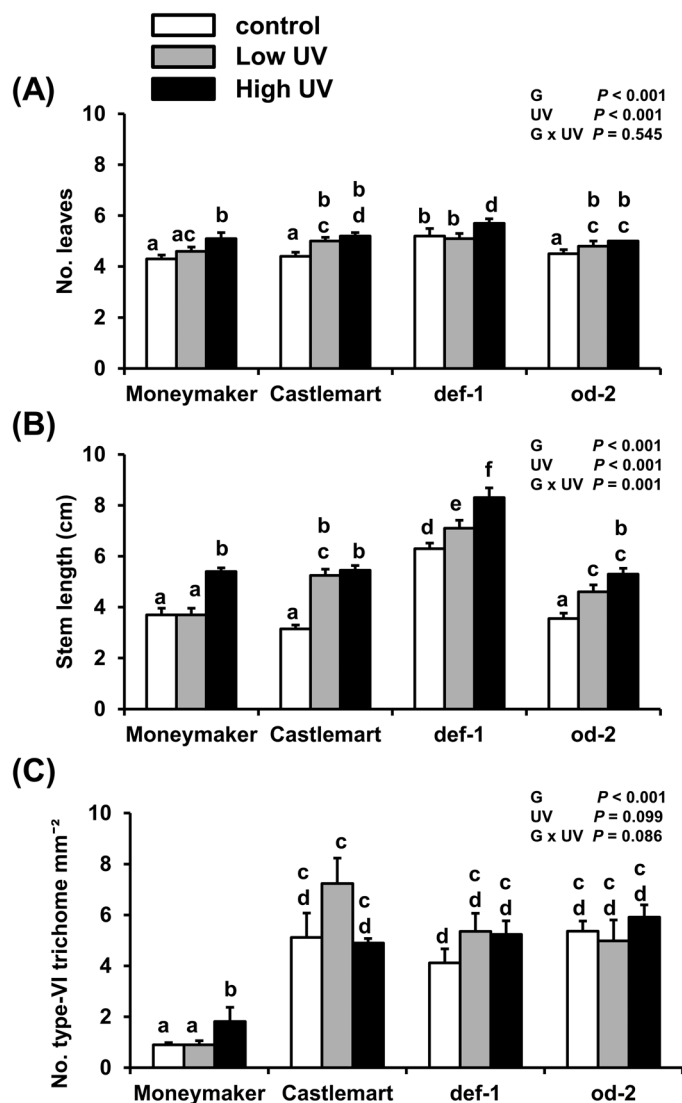 control
Low UV
High UV
(A)
G P < 0.001
UV P < 0.001
G x UV P = 0.545
No. leaves
10
8
6
4
2
0
a ac b
a b c b d
b b d
a b c b c
Moneymaker Castlemart def-1 od-2
(B)
G P < 0.001
UV P < 0.001
G x UV P = 0.001
Stem length (cm)
10
8
6
4
2
0
a a b
a b c b
d e f
a c b c
Moneymaker Castlemart def-1 od-2
(C)
G P < 0.001
UV P = 0.099
G x UV P = 0.086
No. type-VI trichome mm⁻²
10
8
6
4
2
0
a a b
c d c c d
d c d c d
c d c d c d
Moneymaker Castlemart def-1 od-2